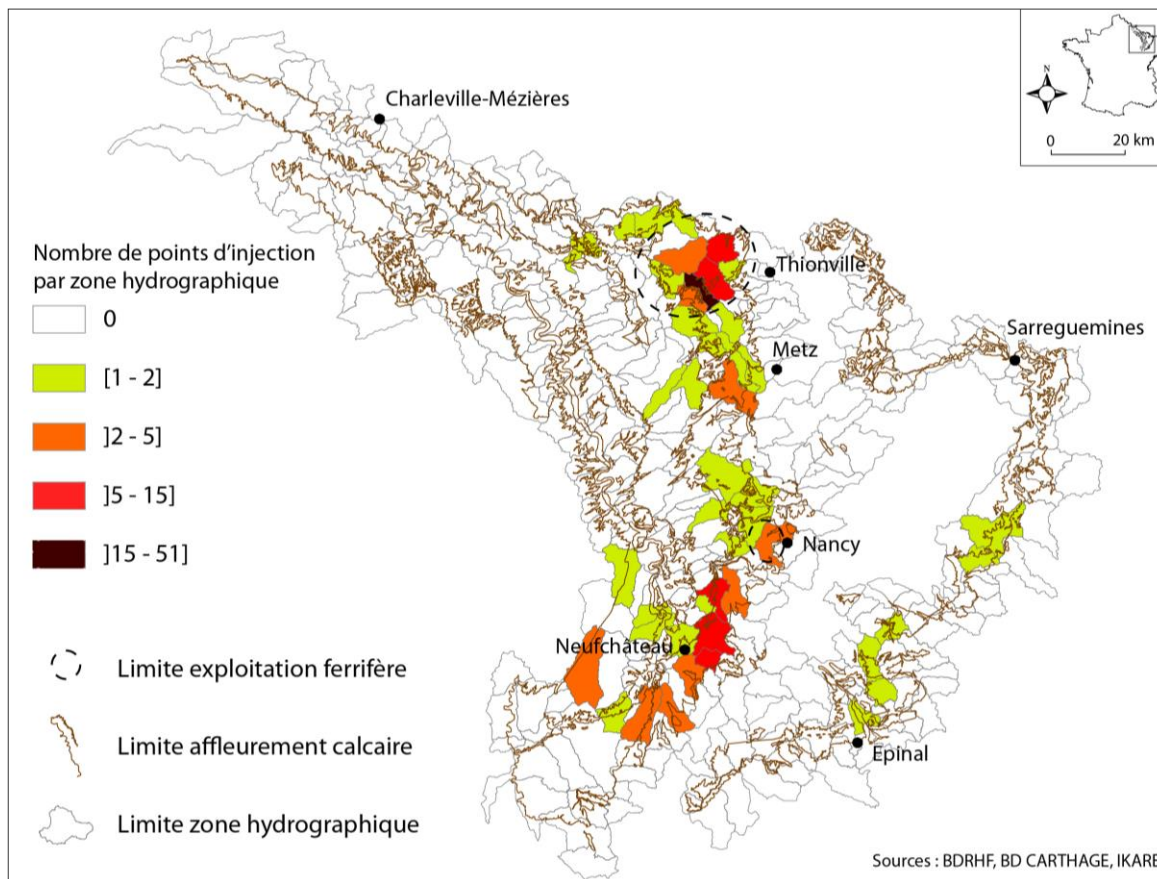 N
0 20 km
Charleville-Mézières
Thionville
Sarreguemines
Metz
Nancy
Neufchâteau
Epinal
Nombre de points d'injection
par zone hydrographique
0
[1 - 2]
]2 - 5]
]5 - 15]
]15 - 51]
Limite exploitation ferrifère
Limite affleurement calcaire
Limite zone hydrographique
Sources : BDRHF, BD CARTHAGE, IKARE